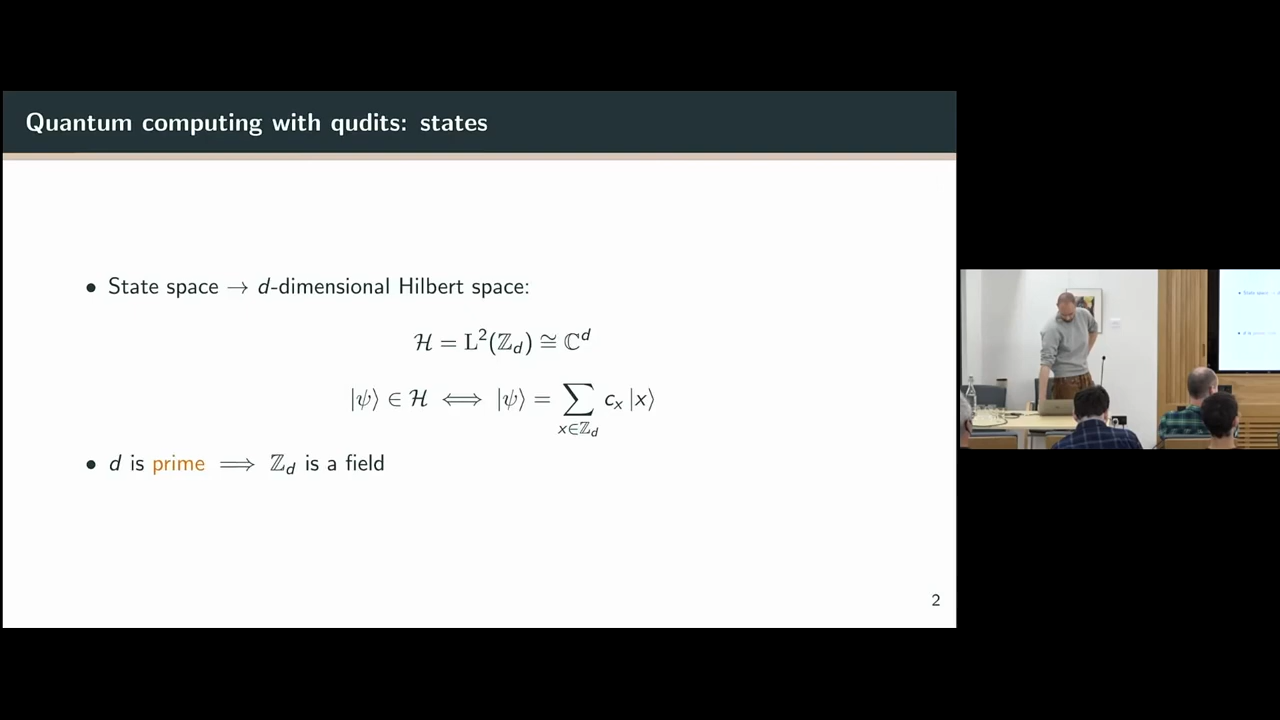 Quantum computing with qudits: states
• State space → d-dimensional Hilbert space:
ℋ = L²(ℤ_d) ≅ ℂ^d
|ψ⟩ ∈ ℋ ⟺ |ψ⟩ = ∑_{x∈ℤ_d} c_x |x⟩
• d is prime ⟹ ℤ_d is a field
2